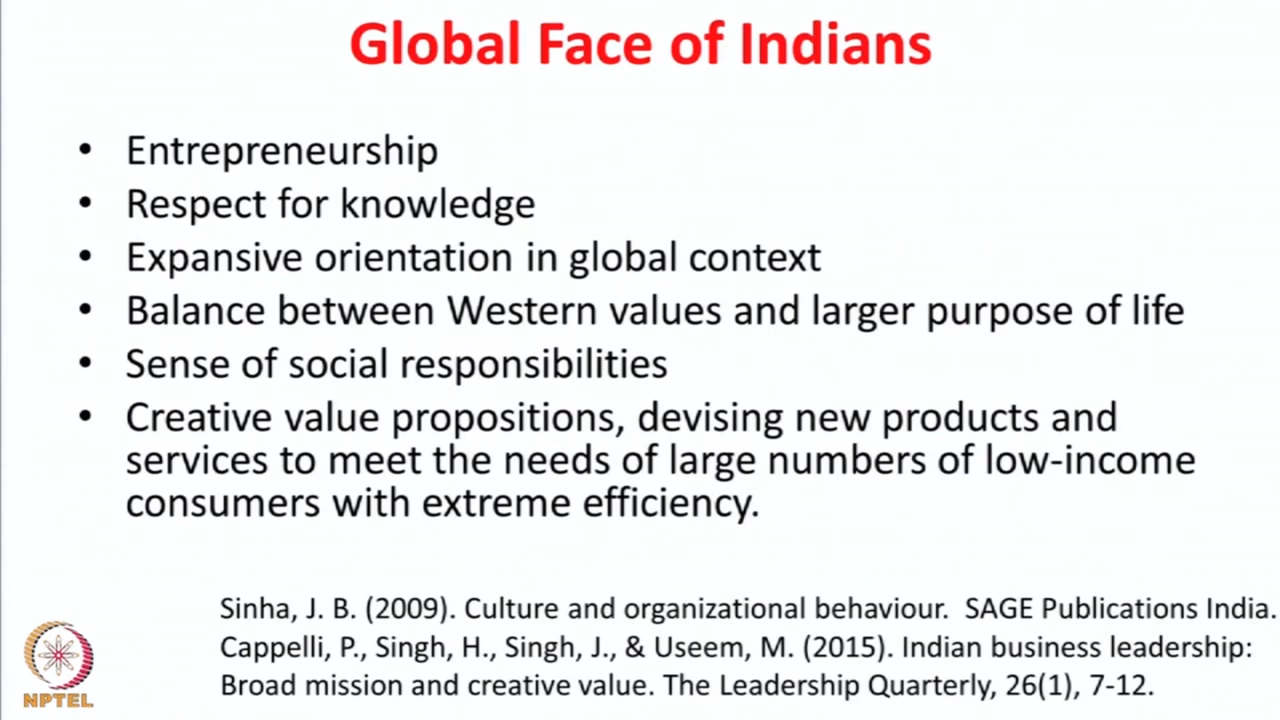 Global Face of Indians
• Entrepreneurship
• Respect for knowledge
• Expansive orientation in global context
• Balance between Western values and larger purpose of life
• Sense of social responsibilities
• Creative value propositions, devising new products and
services to meet the needs of large numbers of low-income
consumers with extreme efficiency.
Sinha, J. B. (2009). Culture and organizational behaviour. SAGE Publications India.
Cappelli, P., Singh, H., Singh, J., & Useem, M. (2015). Indian business leadership:
Broad mission and creative value. The Leadership Quarterly, 26(1), 7-12.
NPTEL